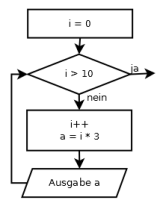 i = 0
i > 10
ja
nein
i++
a = i * 3
Ausgabe a